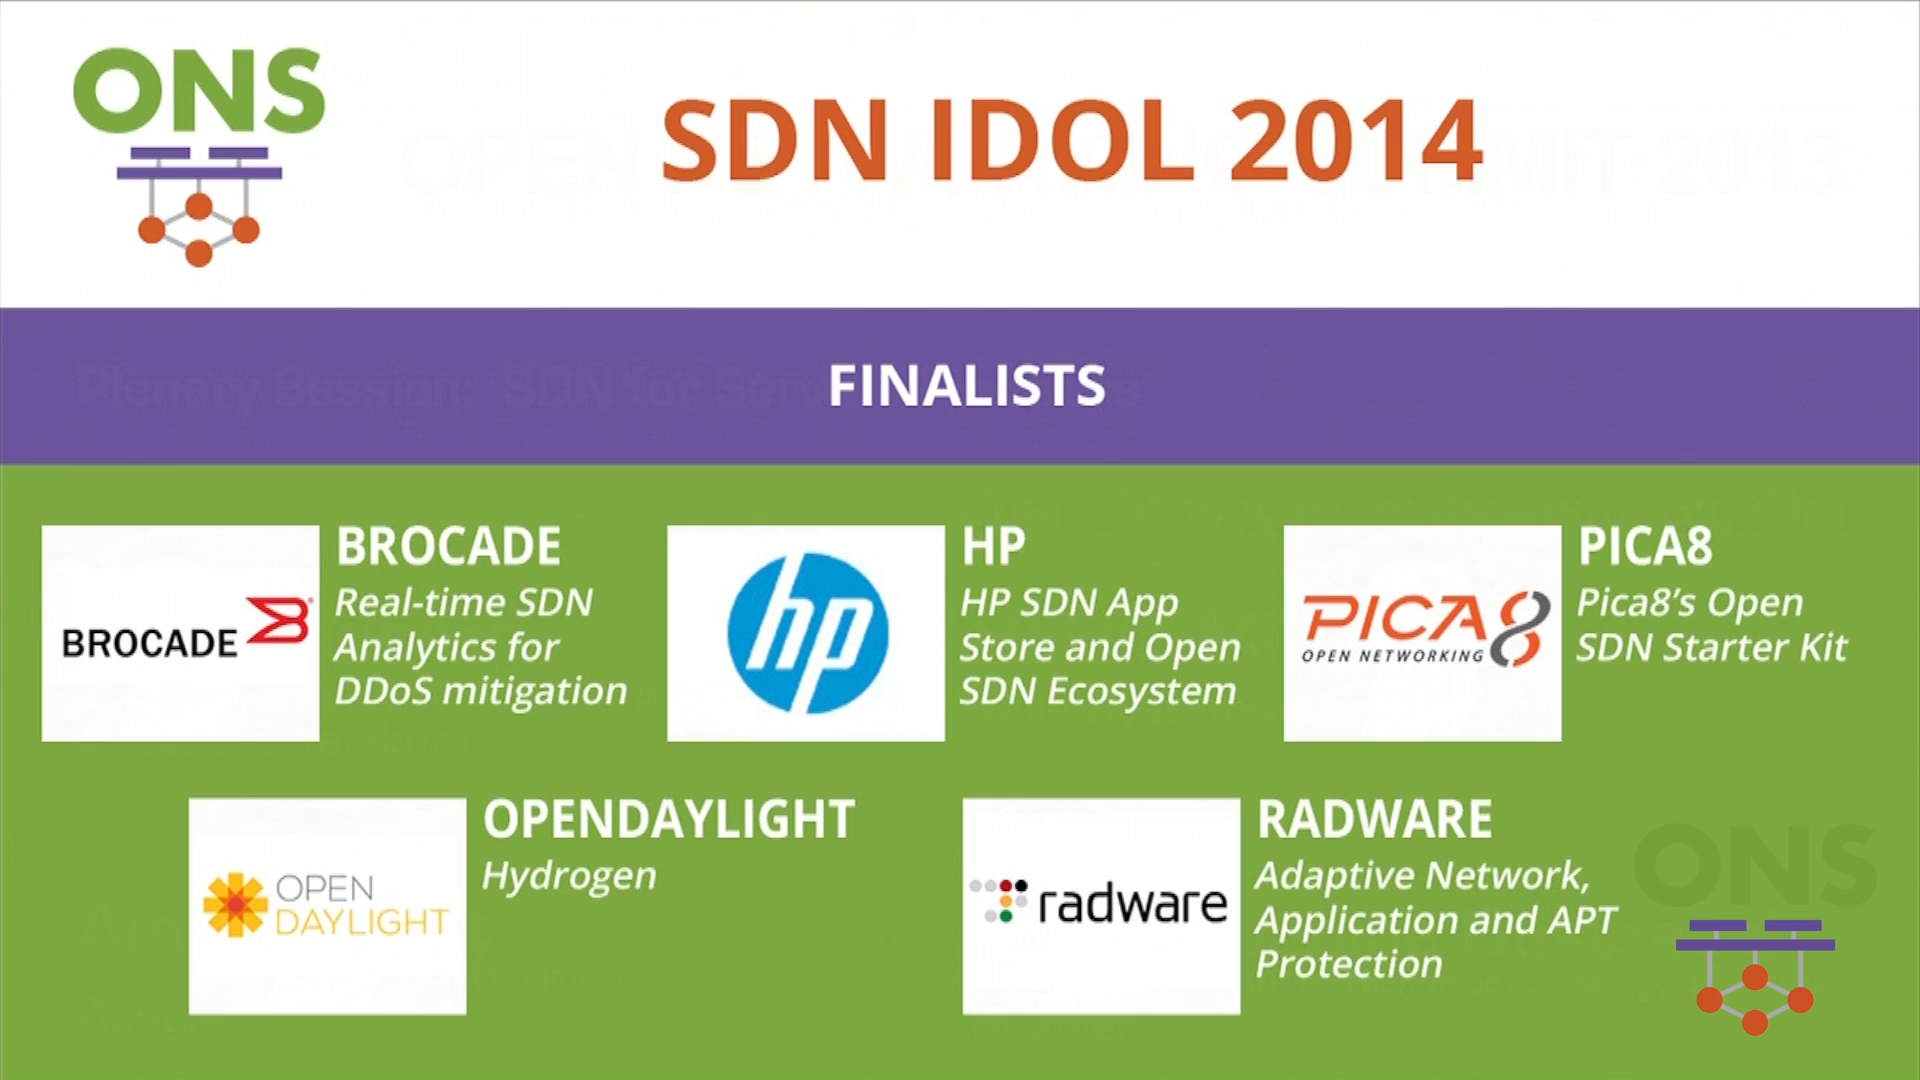 ONS
SDN IDOL 2014
FINALISTS
BROCADE
BROCADE
Real-time SDN
Analytics for
DDoS mitigation
hp
HP
HP SDN App
Store and Open
SDN Ecosystem
PICA8
OPEN NETWORKING
PICA8
Pica8’s Open
SDN Starter Kit
OPEN
DAYLIGHT
OPENDAYLIGHT
Hydrogen
radware
RADWARE
Adaptive Network,
Application and APT
Protection
ONS